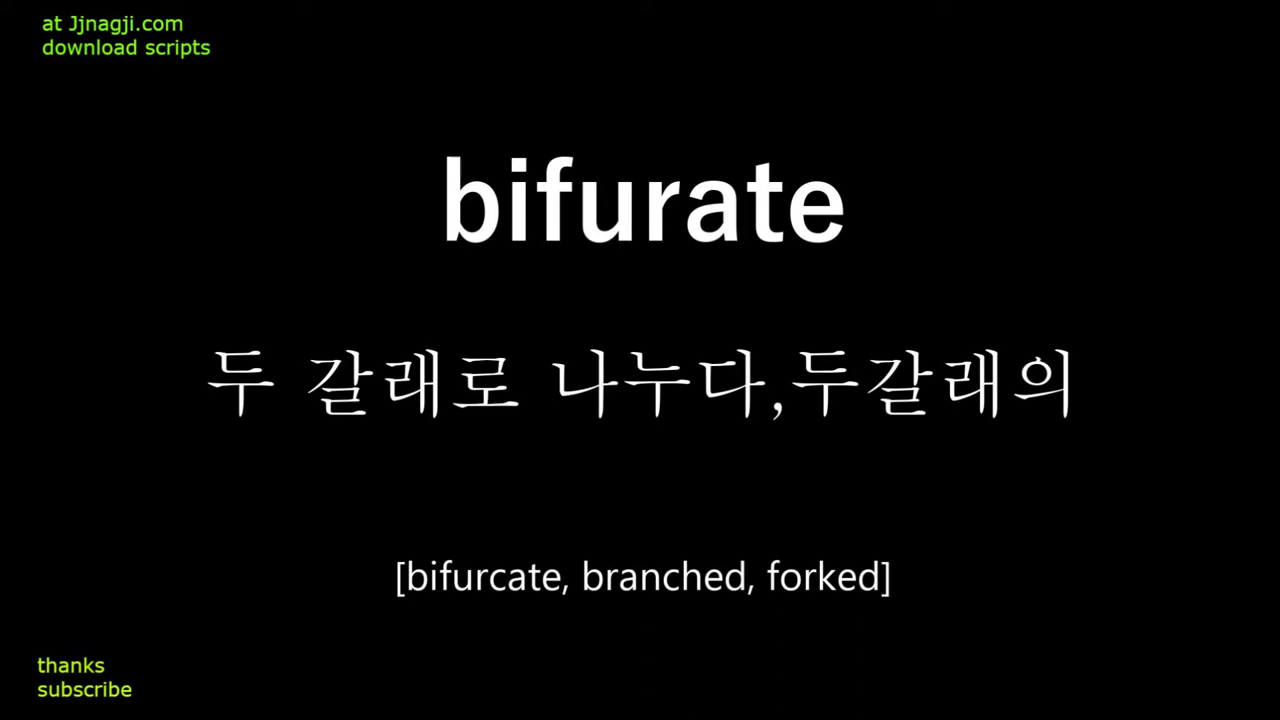 at Jjnagji.com
download scripts
bifurate
두 갈래로 나누다,두갈래의
[bifurcate, branched, forked]
thanks
subscribe